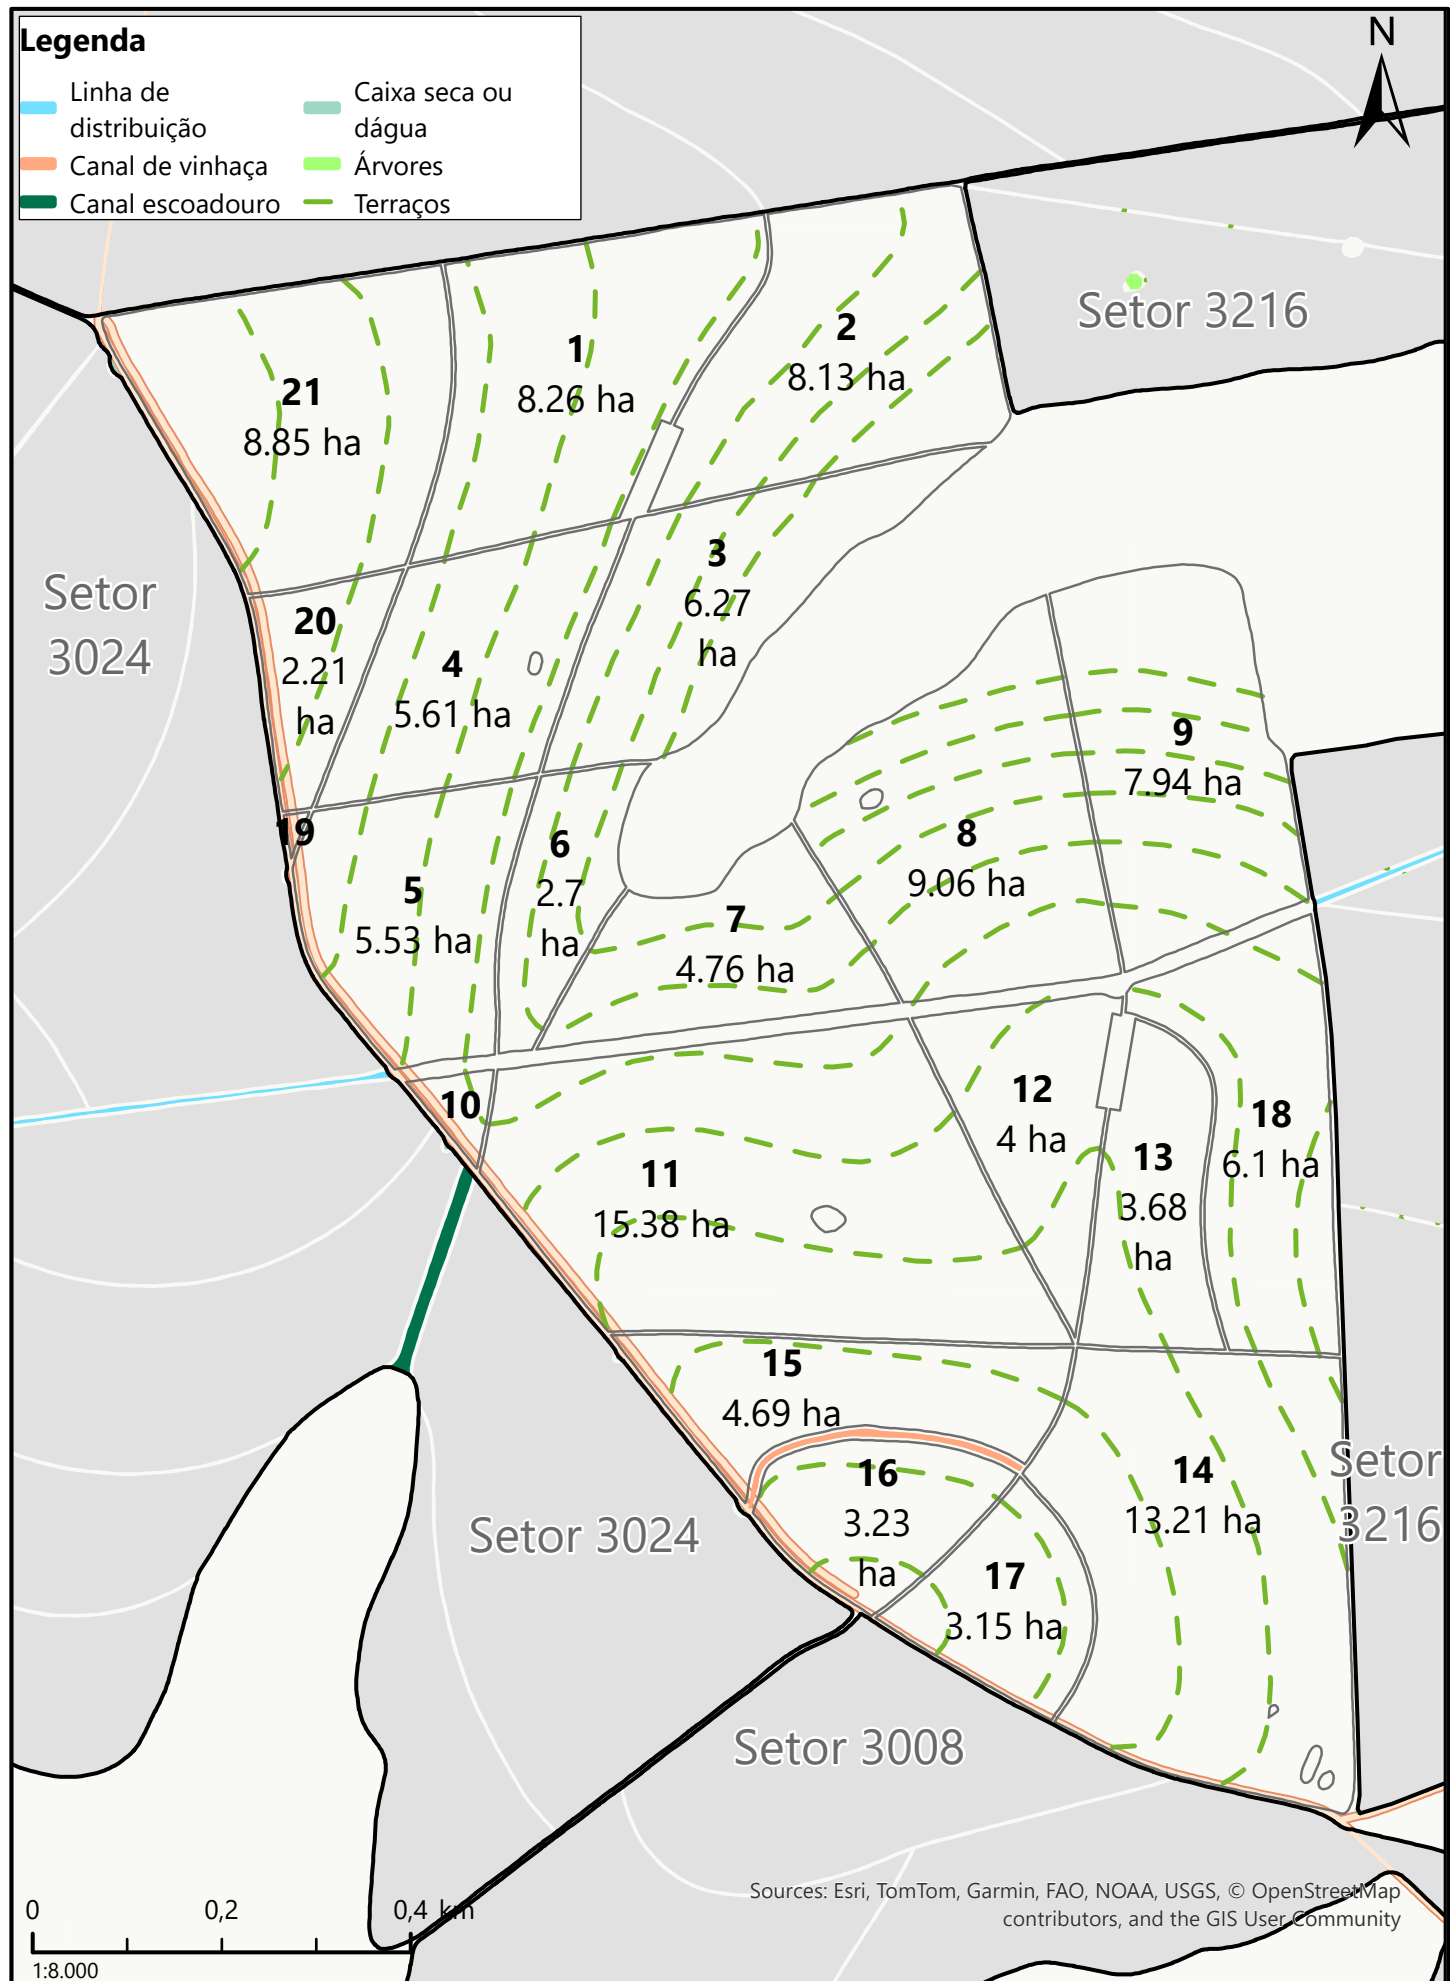 Legenda
Linha de
distribuição
Canal de vinhaça
Canal escoadouro
Caixa seca ou
dágua
Árvores
Terraços
N
Setor 3216
1
8.26 ha
2
8.13 ha
21
8.85 ha
3
6.27
ha
Setor
3024
20
2.21
ha
4
5.61 ha
9
7.94 ha
19
6
2.7
ha
8
9.06 ha
5
5.53 ha
7
4.76 ha
10
12
4 ha
18
6.1 ha
11
15.38 ha
13
3.68
ha
15
4.69 ha
16
3.23
ha
14
13.21 ha
Setor
3216
Setor 3024
17
3.15 ha
Setor 3008
Sources: Esri, TomTom, Garmin, FAO, NOAA, USGS, © OpenStreetMap
contributors, and the GIS User Community
0 0,2 0,4 km
1:8.000